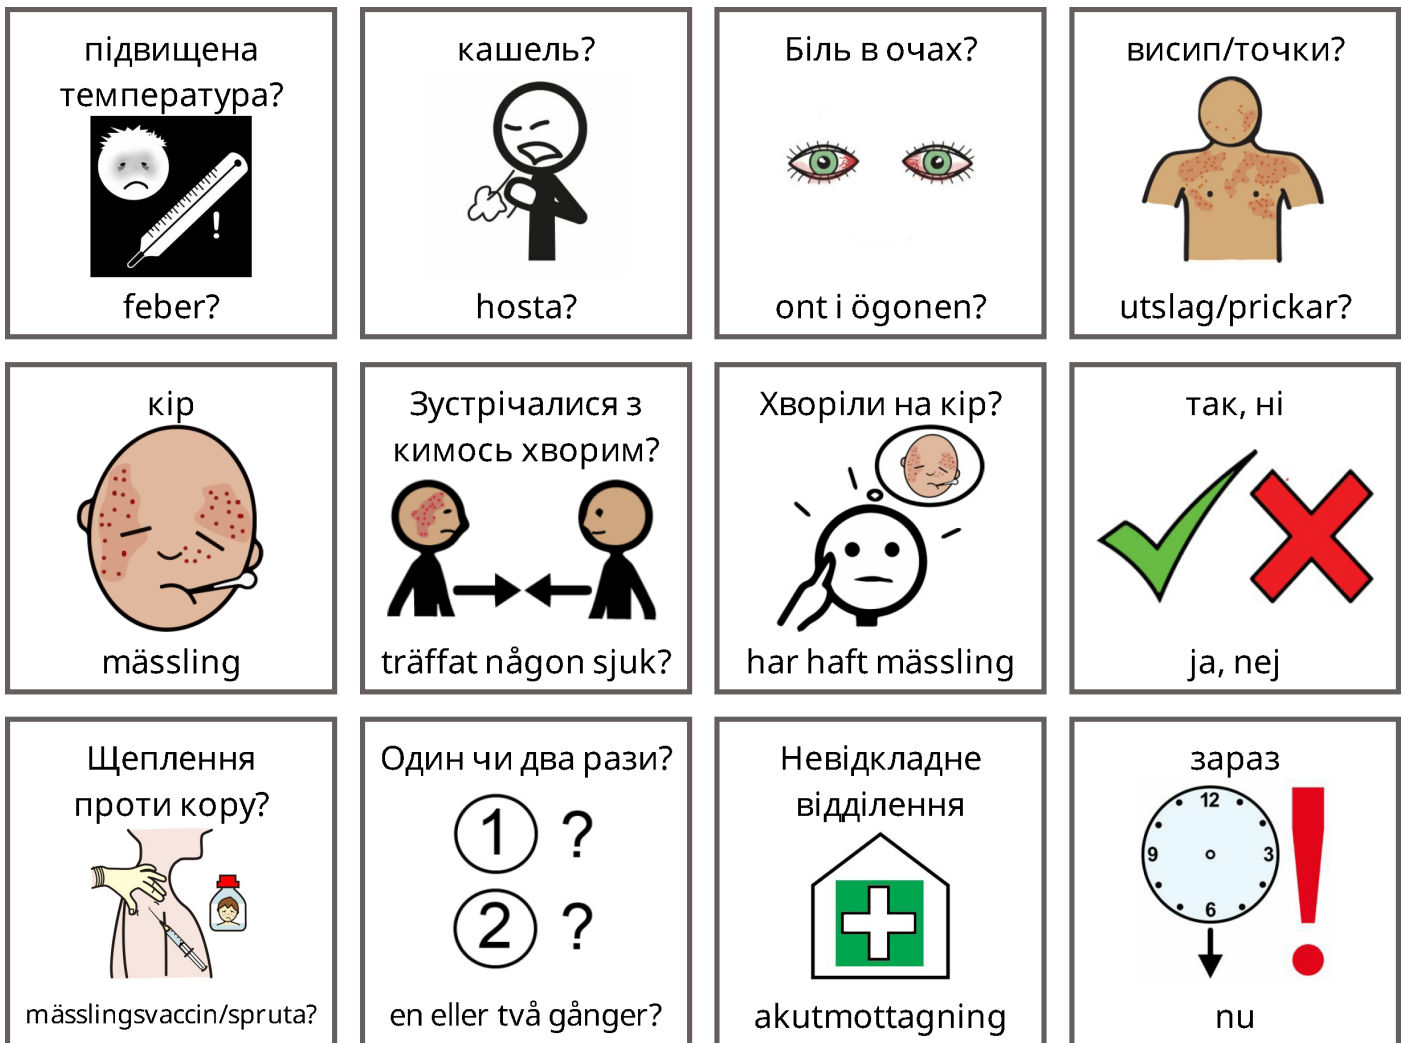 підвищена
температура?
!
feber?
кашель?
hosta?
Біль в очах?
ont i ögonen?
висип/точки?
utslag/prickar?
кір
mässling
Зустрічалися з
кимось хворим?
träffat någon sjuk?
Хворіли на кір?
har haft mässling
так, ні
ja, nej
Щеплення
проти кору?
mässlingsvaccin/spruta?
Один чи два рази?
1 ?
2 ?
en eller två gånger?
Невідкладне
відділення
akutmottagning
зараз
12
9 3
6
!
nu